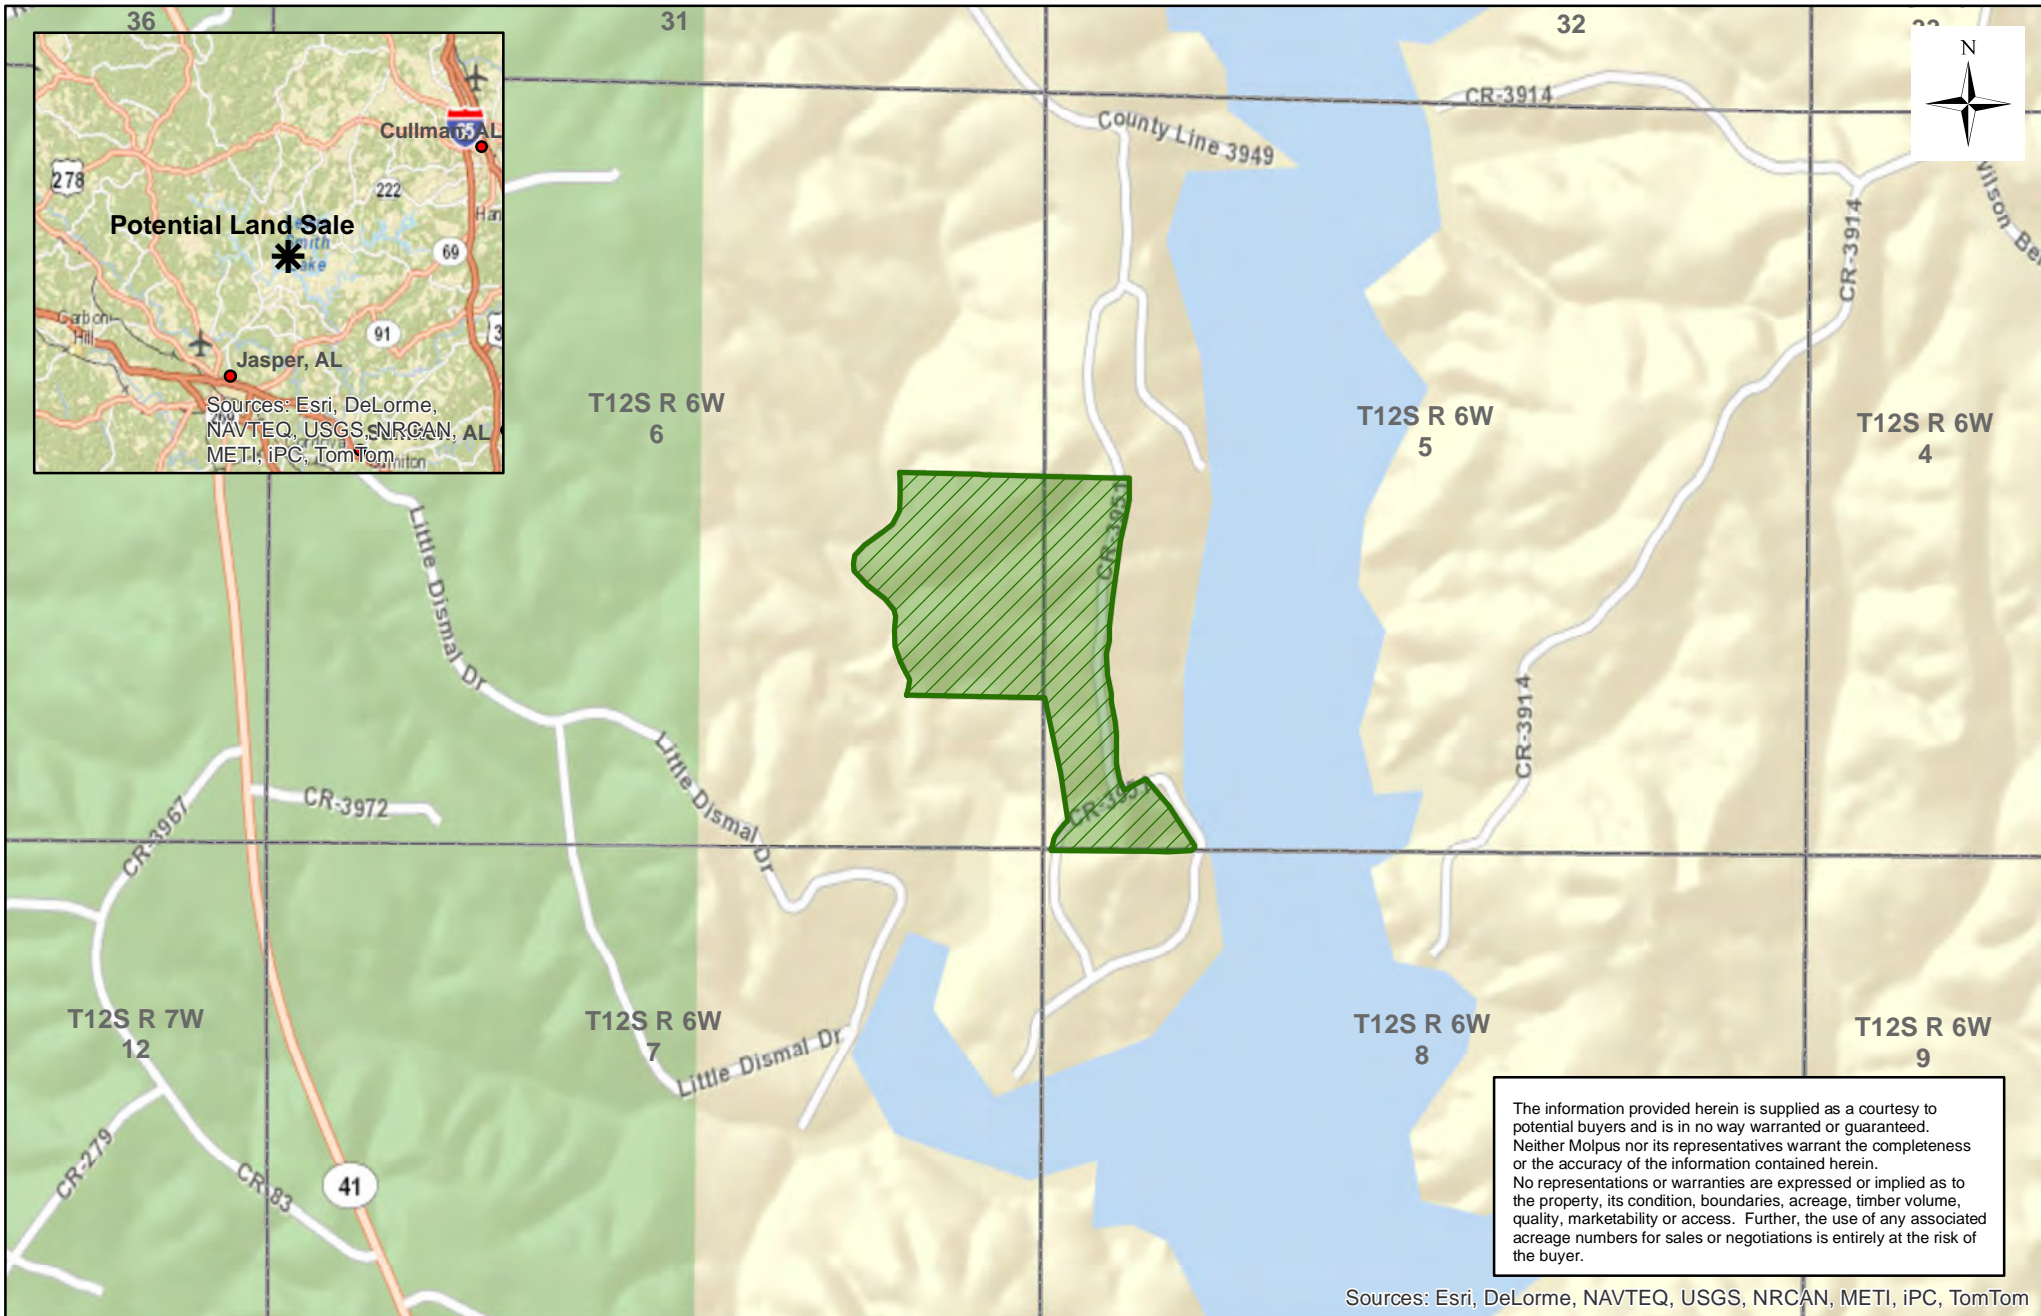 36
31
32
N
Cullman, AL
278
222
Potential Land Sale
69
Carbon
Hill
91
Jasper, AL
Sources: Esri, DeLorme,
NAVTEQ, USGS, NRCAN,
METI, iPC, TomTom
AL
CR-3914
County Line 3949
CR-3914
T12S R 6W
6
T12S R 6W
5
T12S R 6W
4
CR-3951
Little Dismal Dr
CR-3914
Little Dismal Dr
CR-3951
CR-3972
CR-3967
T12S R 7W
12
T12S R 6W
7
T12S R 6W
8
T12S R 6W
9
Little Dismal Dr
CR-279
CR-83
41
The information provided herein is supplied as a courtesy to
potential buyers and is in no way warranted or guaranteed.
Neither Molpus nor its representatives warrant the completeness
or the accuracy of the information contained herein.
No representations or warranties are expressed or implied as to
the property, its condition, boundaries, acreage, timber volume,
quality, marketability or access. Further, the use of any associated
acreage numbers for sales or negotiations is entirely at the risk of
the buyer.
Sources: Esri, DeLorme, NAVTEQ, USGS, NRCAN, METI, iPC, TomTom